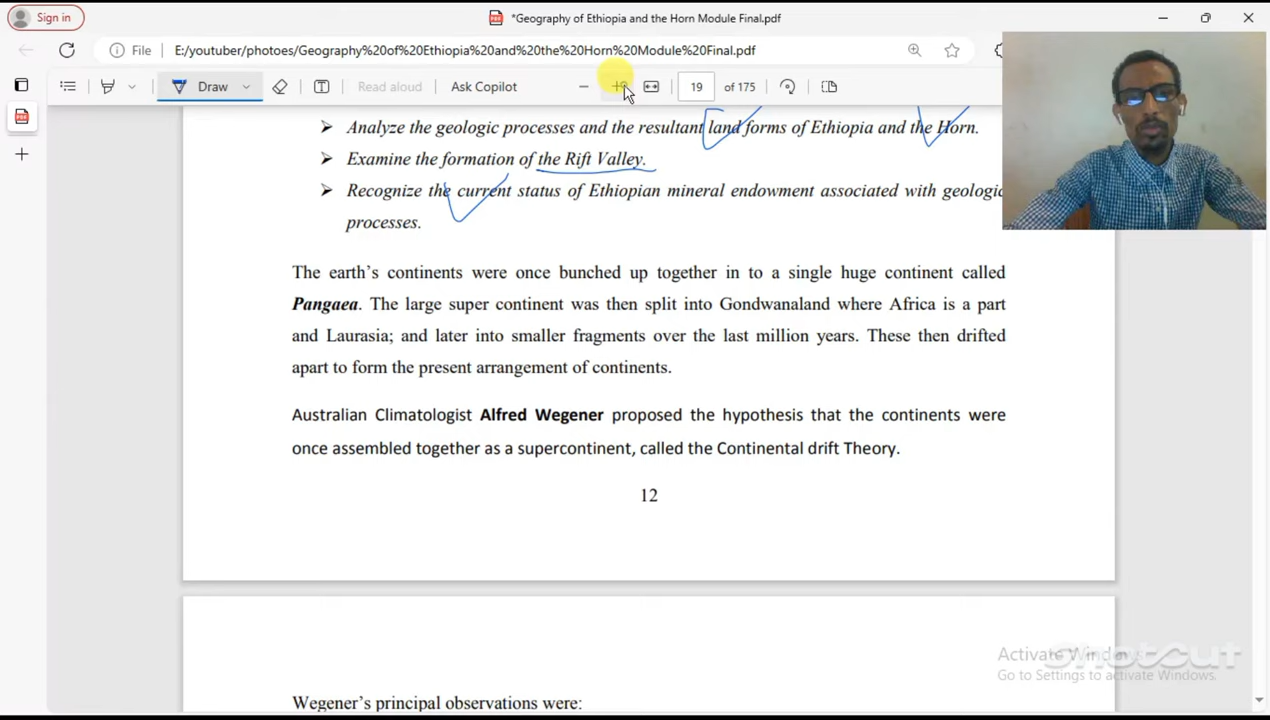 Sign in
*Geography of Ethiopia and the Horn Module Final.pdf
File
E:/youtuber/photoes/Geography%20of%20Ethiopia%20and%20the%20Horn%20Module%20Final.pdf
Draw
Read aloud
Ask Copilot
19 of 175
➢ Analyze the geologic processes and the resultant land forms of Ethiopia and the Horn.
➢ Examine the formation of the Rift Valley.
➢ Recognize the current status of Ethiopian mineral endowment associated with geologic
processes.
The earth's continents were once bunched up together in to a single huge continent called
Pangaea. The large super continent was then split into Gondwanaland where Africa is a part
and Laurasia; and later into smaller fragments over the last million years. These then drifted
apart to form the present arrangement of continents.
Australian Climatologist Alfred Wegener proposed the hypothesis that the continents were
once assembled together as a supercontinent, called the Continental drift Theory.
12
Activate Windows
Shotcut
Go to Settings to activate Windows.
Wegener's principal observations were: